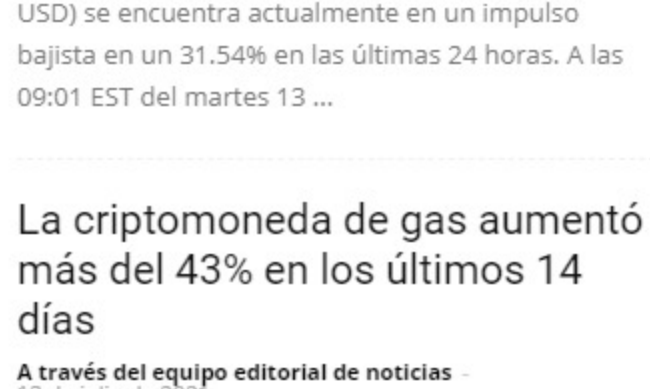 USD) se encuentra actualmente en un impulso
bajista en un 31.54% en las últimas 24 horas. A las
09:01 EST del martes 13 ...
La criptomoneda de gas aumentó
más del 43% en los últimos 14
días
A través del equipo editorial de noticias -